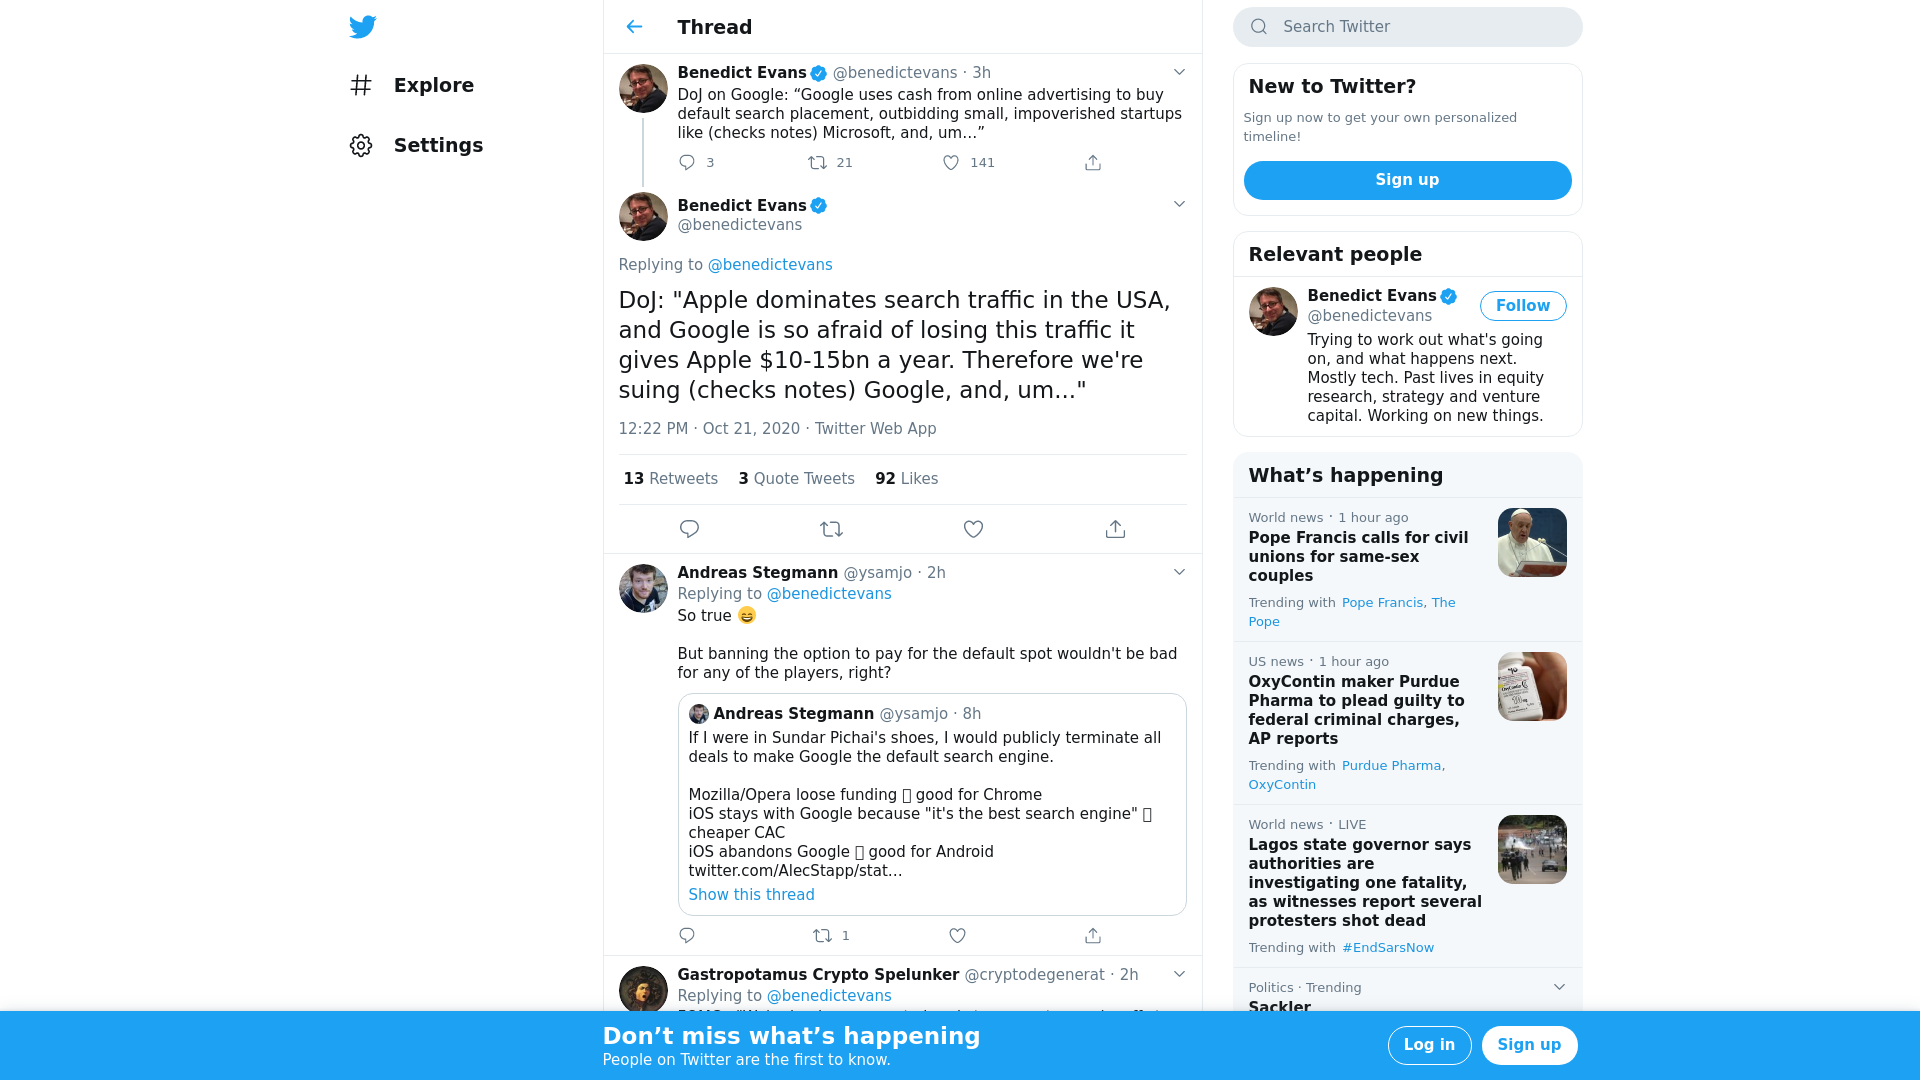 Explore
Settings
Thread
Benedict Evans @benedictevans · 3h
DoJ on Google: “Google uses cash from online advertising to buy
default search placement, outbidding small, impoverished startups
like (checks notes) Microsoft, and, um…”
3 21 141
Benedict Evans
@benedictevans
Replying to @benedictevans
DoJ: "Apple dominates search traffic in the USA,
and Google is so afraid of losing this traffic it
gives Apple $10-15bn a year. Therefore we're
suing (checks notes) Google, and, um..."
12:22 PM · Oct 21, 2020 · Twitter Web App
13 Retweets 3 Quote Tweets 92 Likes
Andreas Stegmann @ysamjo · 2h
Replying to @benedictevans
So true 😄
But banning the option to pay for the default spot wouldn't be bad
for any of the players, right?
Andreas Stegmann @ysamjo · 8h
If I were in Sundar Pichai's shoes, I would publicly terminate all
deals to make Google the default search engine.
Mozilla/Opera loose funding good for Chrome
iOS stays with Google because "it's the best search engine"
cheaper CAC
iOS abandons Google good for Android
twitter.com/AlecStapp/stat…
Show this thread
1
Gastropotamus Crypto Spelunker @cryptodegenerat · 2h
Replying to @benedictevans
Search Twitter
New to Twitter?
Sign up now to get your own personalized
timeline!
Sign up
Relevant people
Benedict Evans
@benedictevans
Follow
Trying to work out what's going
on, and what happens next.
Mostly tech. Past lives in equity
research, strategy and venture
capital. Working on new things.
What’s happening
World news · 1 hour ago
Pope Francis calls for civil
unions for same-sex
couples
Trending with Pope Francis, The
Pope
US news · 1 hour ago
OxyContin maker Purdue
Pharma to plead guilty to
federal criminal charges,
AP reports
Trending with Purdue Pharma,
OxyContin
World news · LIVE
Lagos state governor says
authorities are
investigating one fatality,
as witnesses report several
protesters shot dead
Trending with #EndSarsNow
Politics · Trending
Sackler
Don’t miss what’s happening
People on Twitter are the first to know.
Log in
Sign up